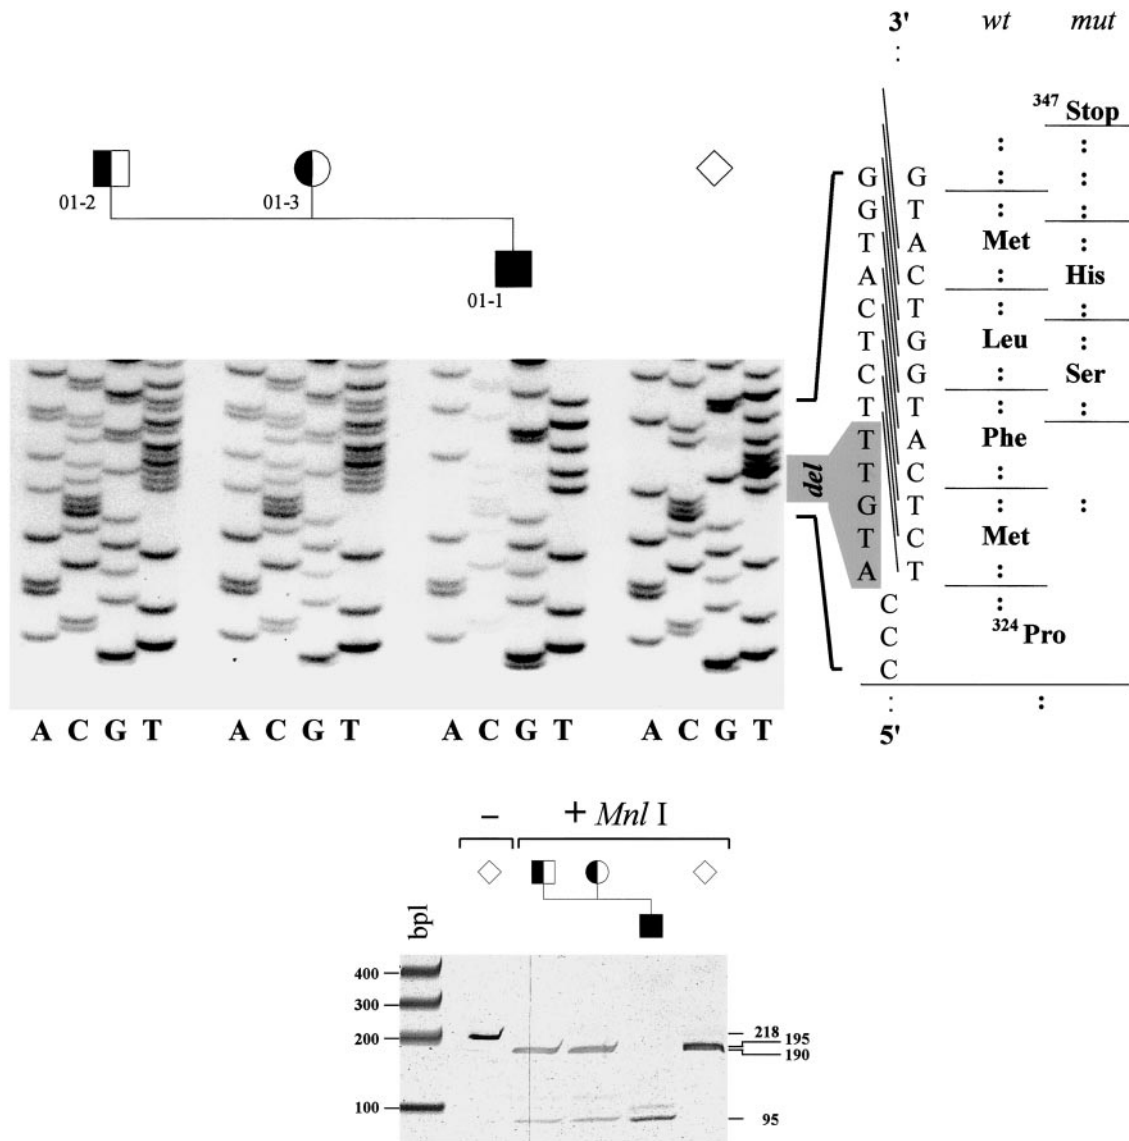 3' wt mut
:
347 Stop
: :
G G : :
01-2 01-3 G T : :
T A Met :
A C : His
01-1
C T : :
T G Leu :
C G : Ser
T T : :
del
T A Phe
T C :
G T : :
T C Met
A T :
C :
C 324 Pro
C
: :
A C G T A C G T A C G T A C G T 5'
– + Mnl I
bpl
400
300
218
200 195
190
100 95